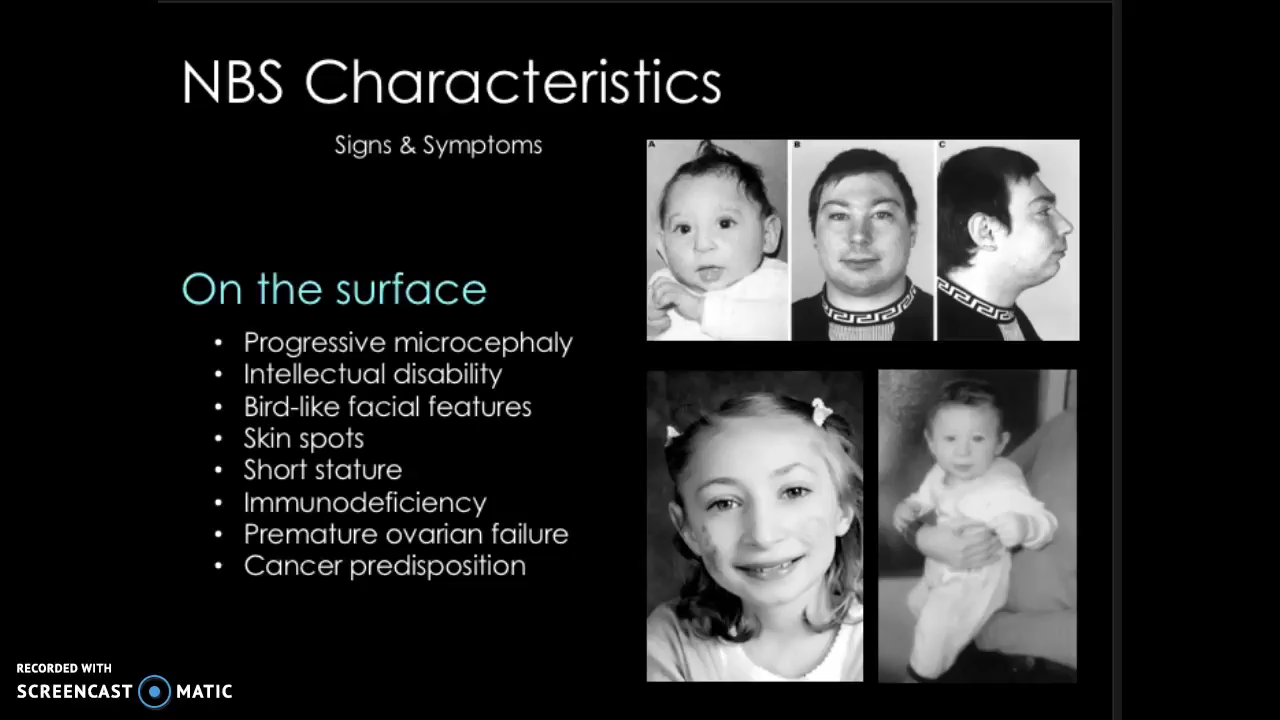 NBS Characteristics
Signs & Symptoms
A
B
C
On the surface
• Progressive microcephaly
• Intellectual disability
• Bird-like facial features
• Skin spots
• Short stature
• Immunodeficiency
• Premature ovarian failure
• Cancer predisposition
RECORDED WITH
SCREENCAST MATIC